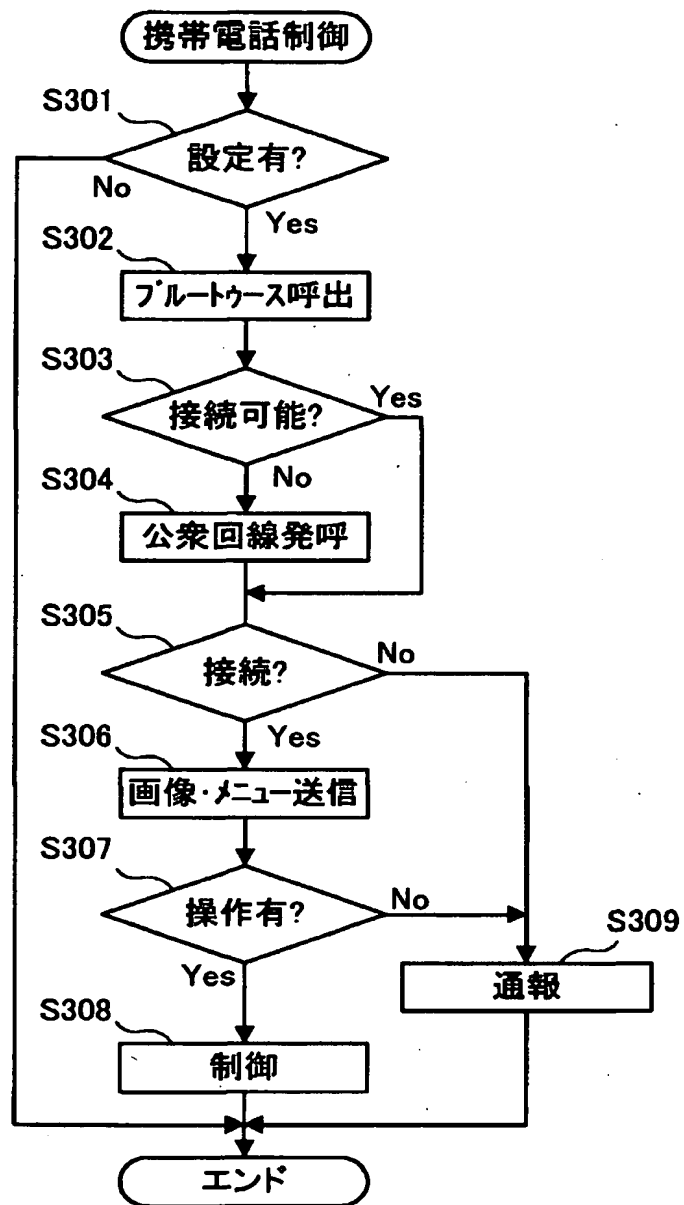 携帯電話制御
S301
設定有?
No
Yes
S302
ブルートゥース呼出
S303
接続可能?
Yes
No
S304
公衆回線発呼
S305
接続?
No
Yes
S306
画像・メニュー送信
S307
操作有?
No
Yes
S309
通報
S308
制御
エンド